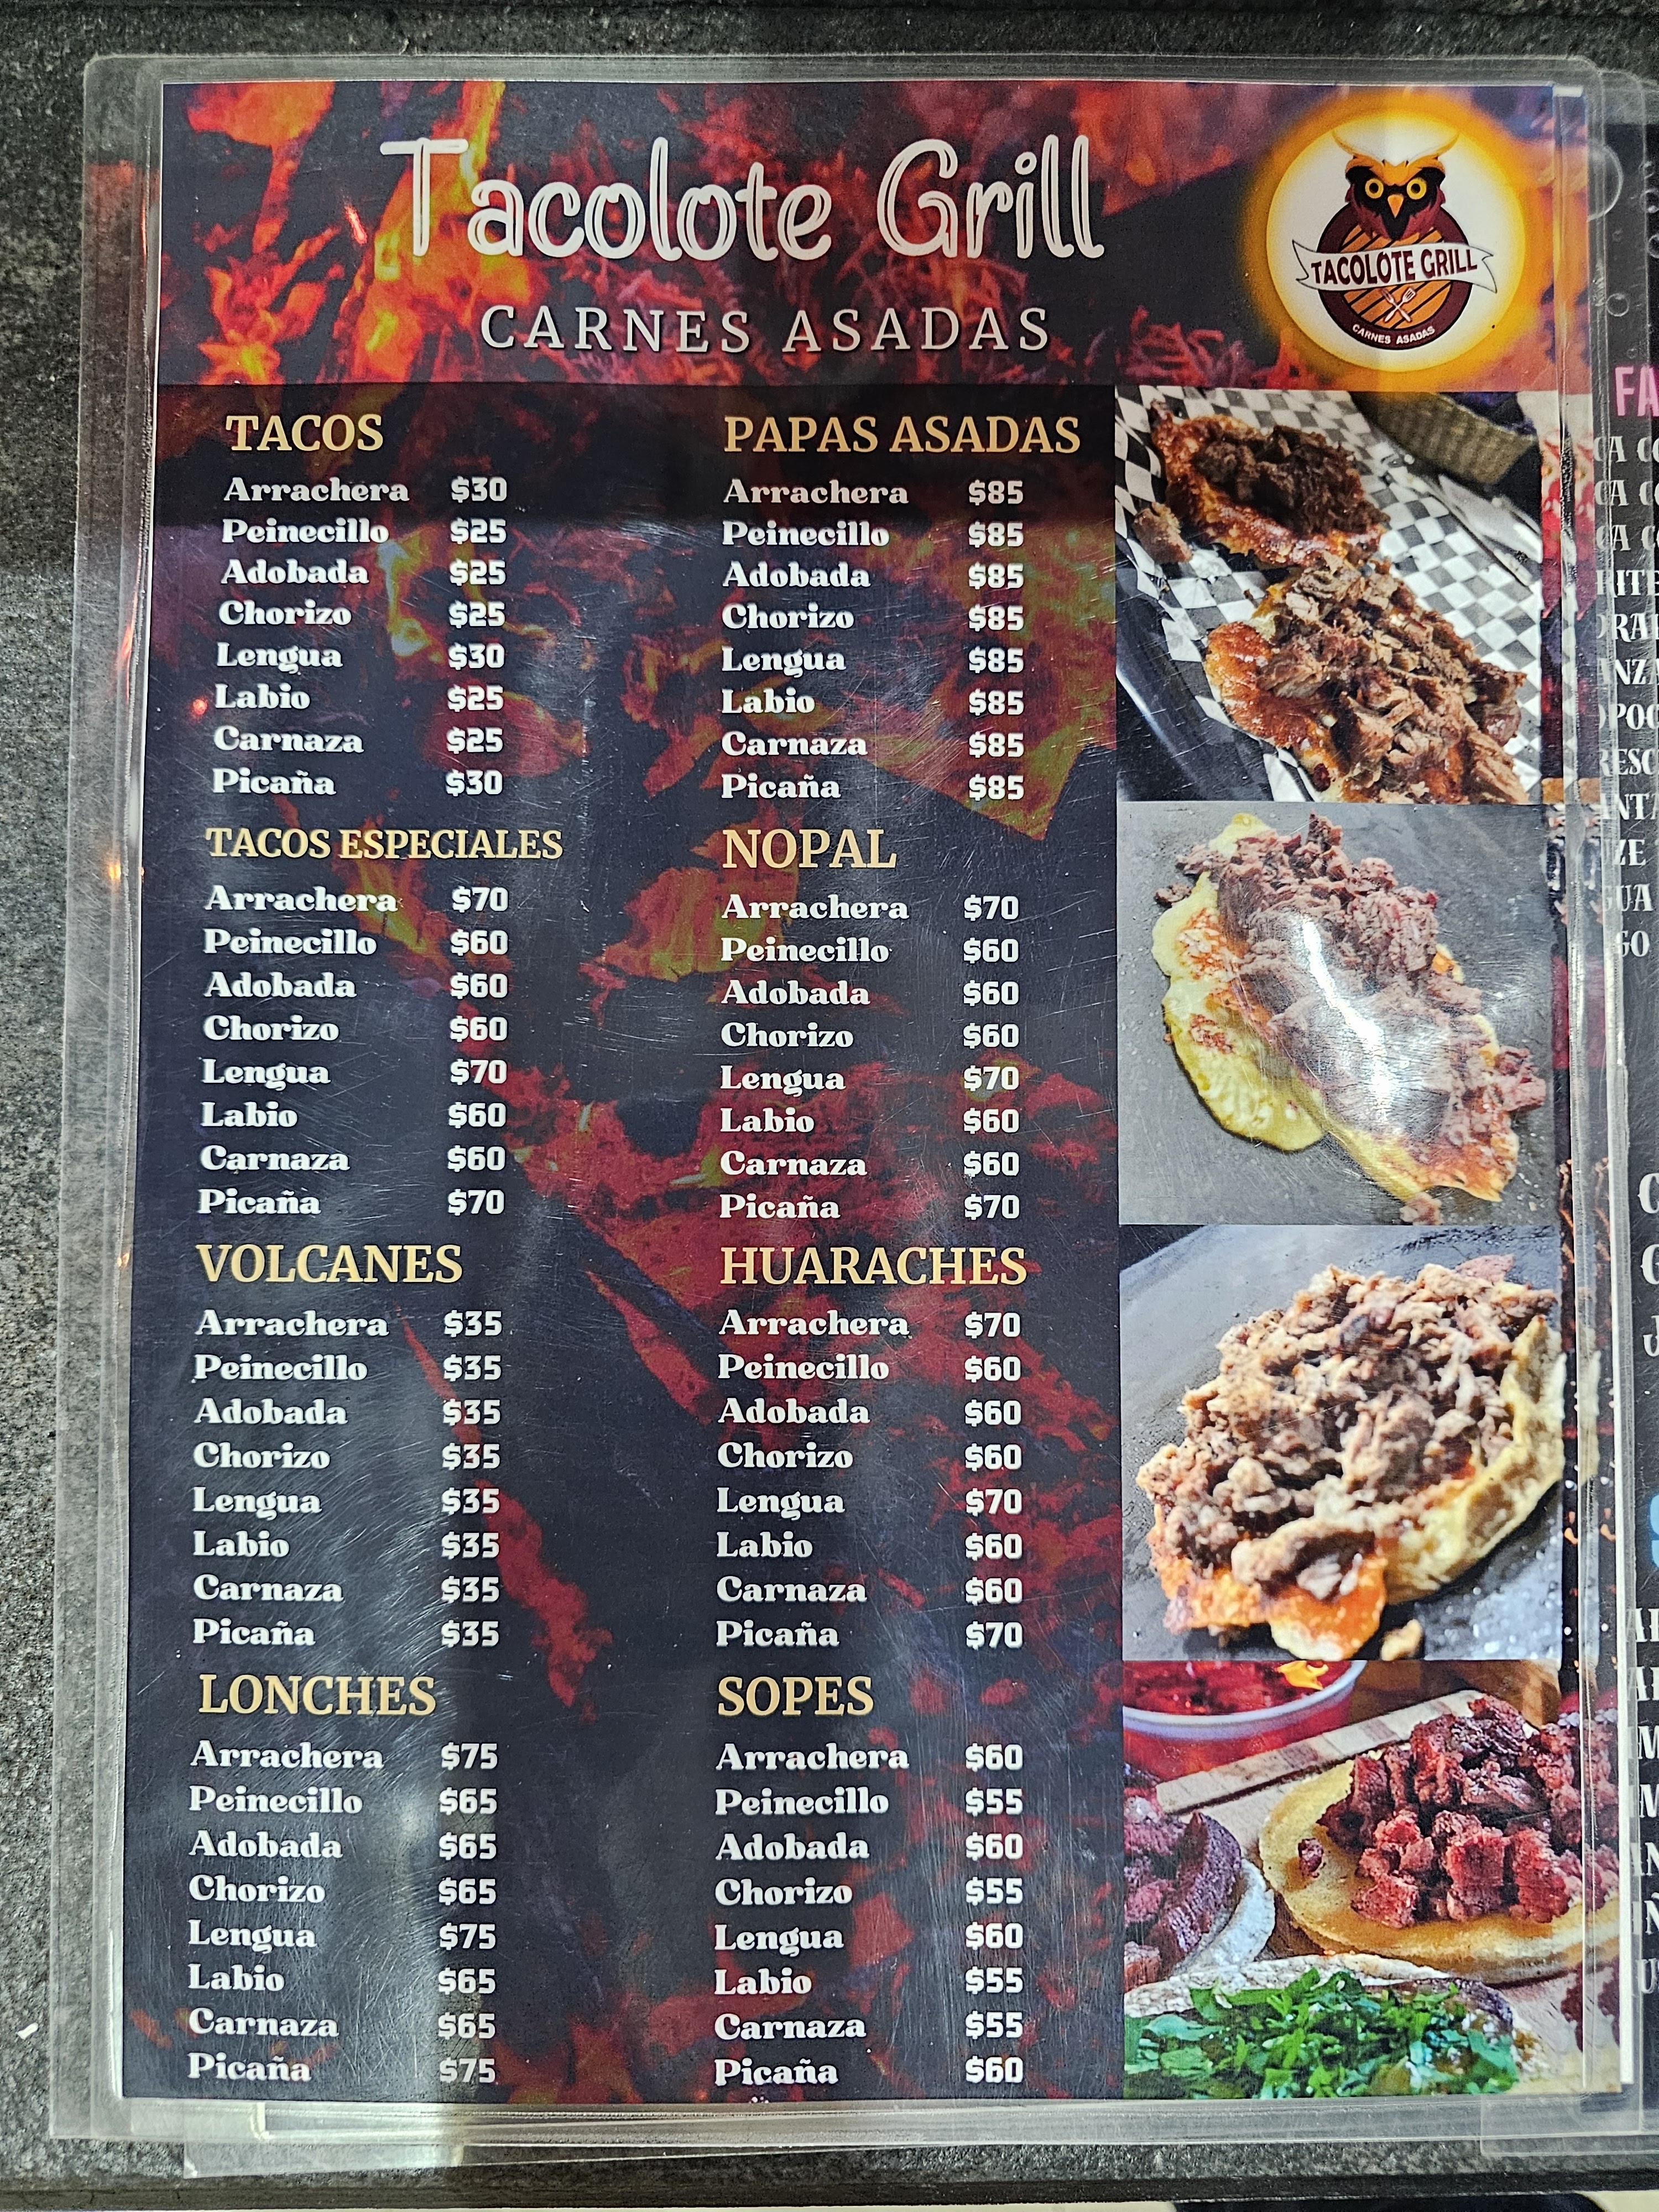 Tacolote Grill
CARNES ASADAS
TACOLOTE GRILL
CARNES ASADAS
TACOS
Arrachera $30
Peinecillo $25
Adobada $25
Chorizo $25
Lengua $30
Labio $25
Carnaza $25
Picaña $30
TACOS ESPECIALES
Arrachera $70
Peinecillo $60
Adobada $60
Chorizo $60
Lengua $70
Labio $60
Carnaza $60
Picaña $70
VOLCANES
Arrachera $35
Peinecillo $35
Adobada $35
Chorizo $35
Lengua $35
Labio $35
Carnaza $35
Picaña $35
LONCHES
Arrachera $75
Peinecillo $65
Adobada $65
Chorizo $65
Lengua $75
Labio $65
Carnaza $65
Picaña $75
PAPAS ASADAS
Arrachera $85
Peinecillo $85
Adobada $85
Chorizo $85
Lengua $85
Labio $85
Carnaza $85
Picaña $85
NOPAL
Arrachera $70
Peinecillo $60
Adobada $60
Chorizo $60
Lengua $70
Labio $60
Carnaza $60
Picaña $70
HUARACHES
Arrachera $70
Peinecillo $60
Adobada $60
Chorizo $60
Lengua $70
Labio $60
Carnaza $60
Picaña $70
SOPES
Arrachera $60
Peinecillo $55
Adobada $60
Chorizo $55
Lengua $60
Labio $55
Carnaza $55
Picaña $60